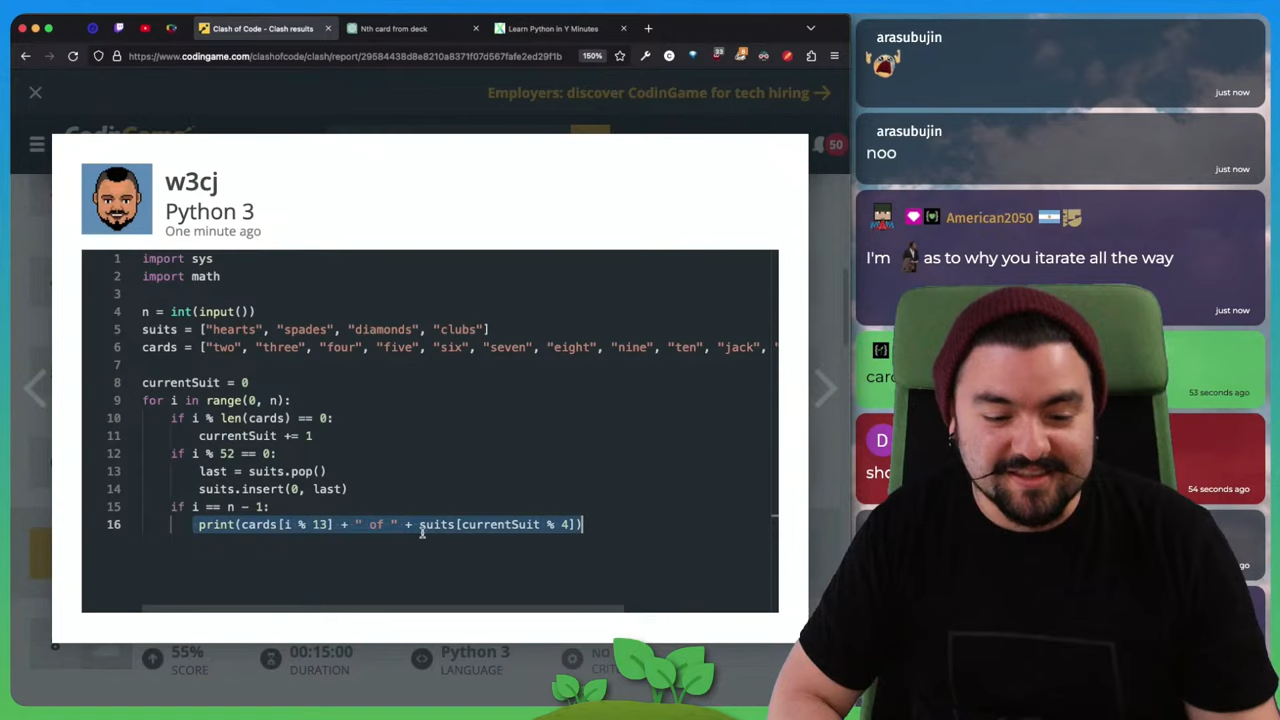 Clash of Code - Clash results
Nth card from deck
Learn Python in Y Minutes
https://www.codingame.com/clashofcode/clash/report/29584438d8e8210a8371f07d567fafe2ed29f1b
150%
33
Employers: discover CodinGame for tech hiring
50
w3cj
Python 3
One minute ago
1 import sys
2 import math
3
4 n = int(input())
5 suits = ["hearts", "spades", "diamonds", "clubs"]
6 cards = ["two", "three", "four", "five", "six", "seven", "eight", "nine", "ten", "jack", "
7
8 currentSuit = 0
9 for i in range(0, n):
10 if i % len(cards) == 0:
11 currentSuit += 1
12 if i % 52 == 0:
13 last = suits.pop()
14 suits.insert(0, last)
15 if i == n - 1:
16 print(cards[i % 13] + " of " + suits[currentSuit % 4])
55%
SCORE
00:15:00
DURATION
Python 3
LANGUAGE
NO
CRIT
arasubujin
just now
arasubujin
noo
just now
American2050
I'm as to why you itarate all the way
just now
53 seconds ago
D
54 seconds ago